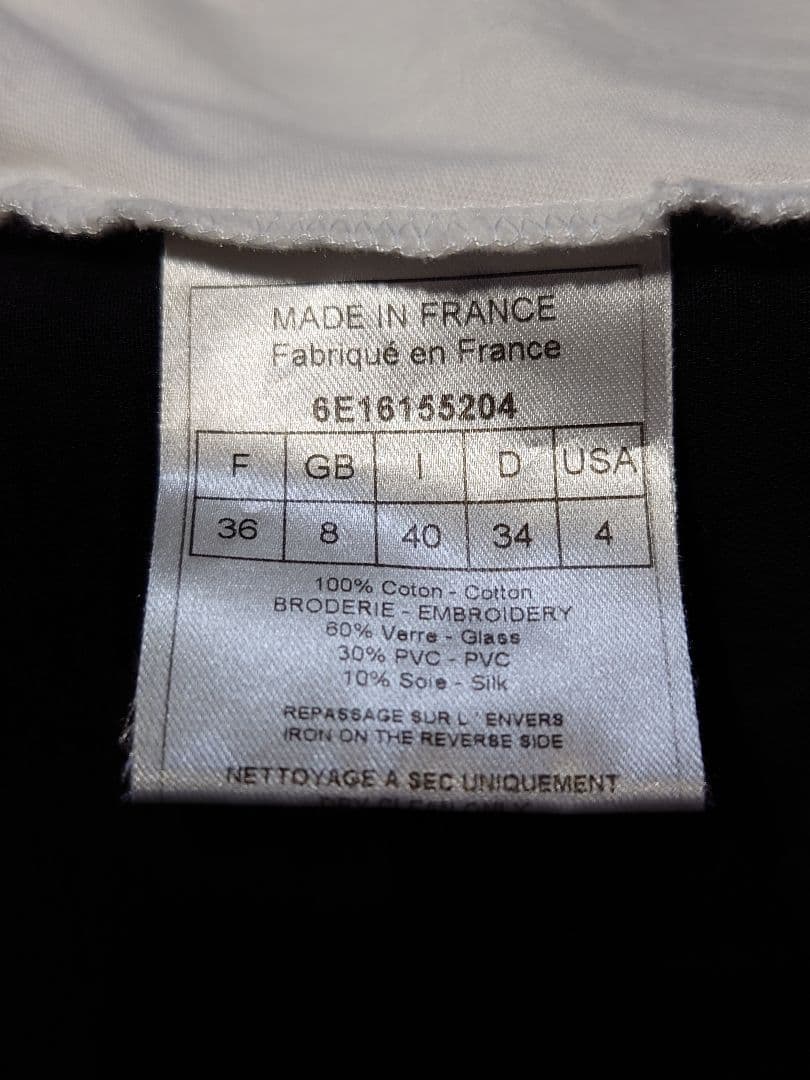 MADE IN FRANCE
Fabriqué en France
6E16155204
F GB I D USA
36 8 40 34 4
100% Coton - Cotton
BRODERIE - EMBROIDERY
60% Verre - Glass
30% PVC - PVC
10% Soie - Silk
REPASSAGE SUR L'ENVERS
IRON ON THE REVERSE SIDE
NETTOYAGE A SEC UNIQUEMENT